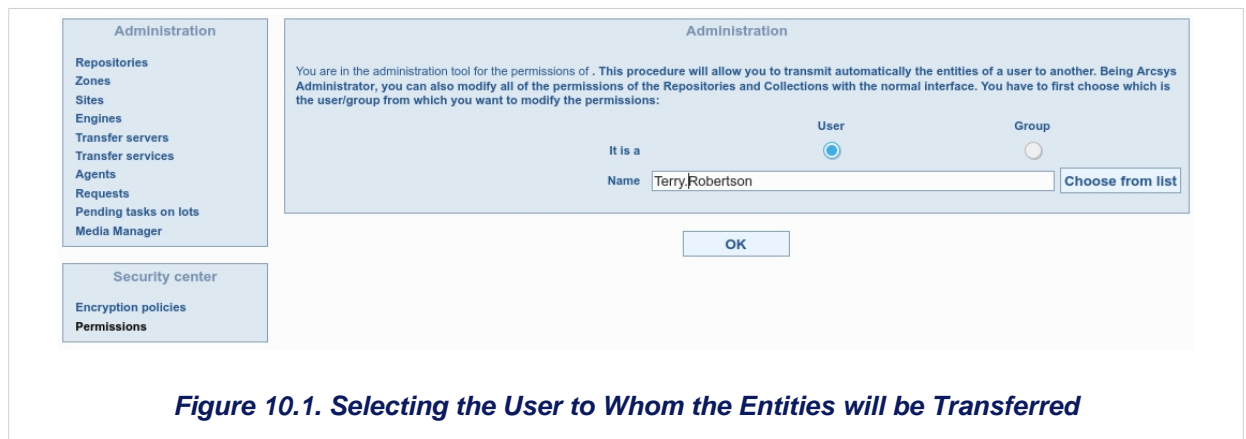 Administration
Repositories
Zones
Sites
Engines
Transfer servers
Transfer services
Agents
Requests
Pending tasks on lots
Media Manager
Security center
Encryption policies
Permissions
Administration
You are in the administration tool for the permissions of . This procedure will allow you to transmit automatically the entities of a user to another. Being Arcsys
Administrator, you can also modify all of the permissions of the Repositories and Collections with the normal interface. You have to first choose which is
the user/group from which you want to modify the permissions:
User Group
It is a
Name Terry.Robertson Choose from list
OK
Figure 10.1. Selecting the User to Whom the Entities will be Transferred